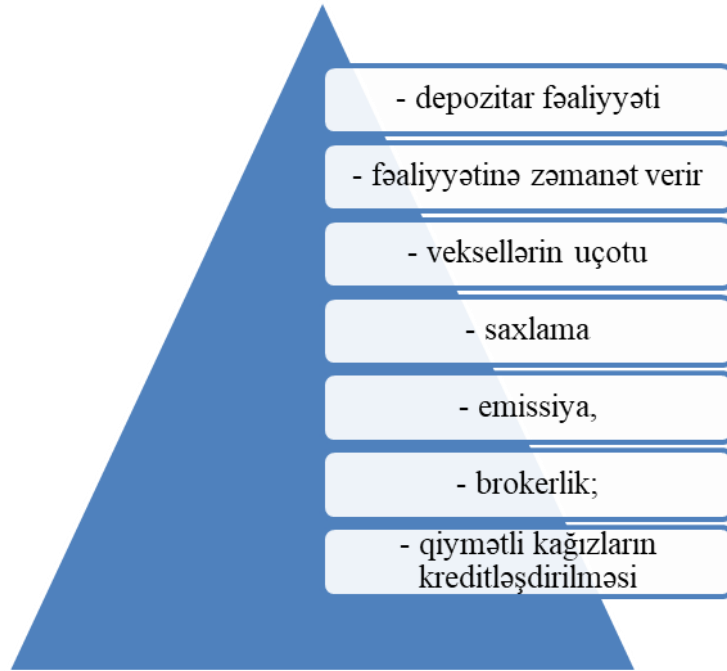 - depozitar fəaliyyəti
- fəaliyyətinə zəmanət verir
- veksellərin uçotu
- saxlama
- emissiya,
- brokerlik;
- qiymətli kağızların
kreditləşdirilməsi